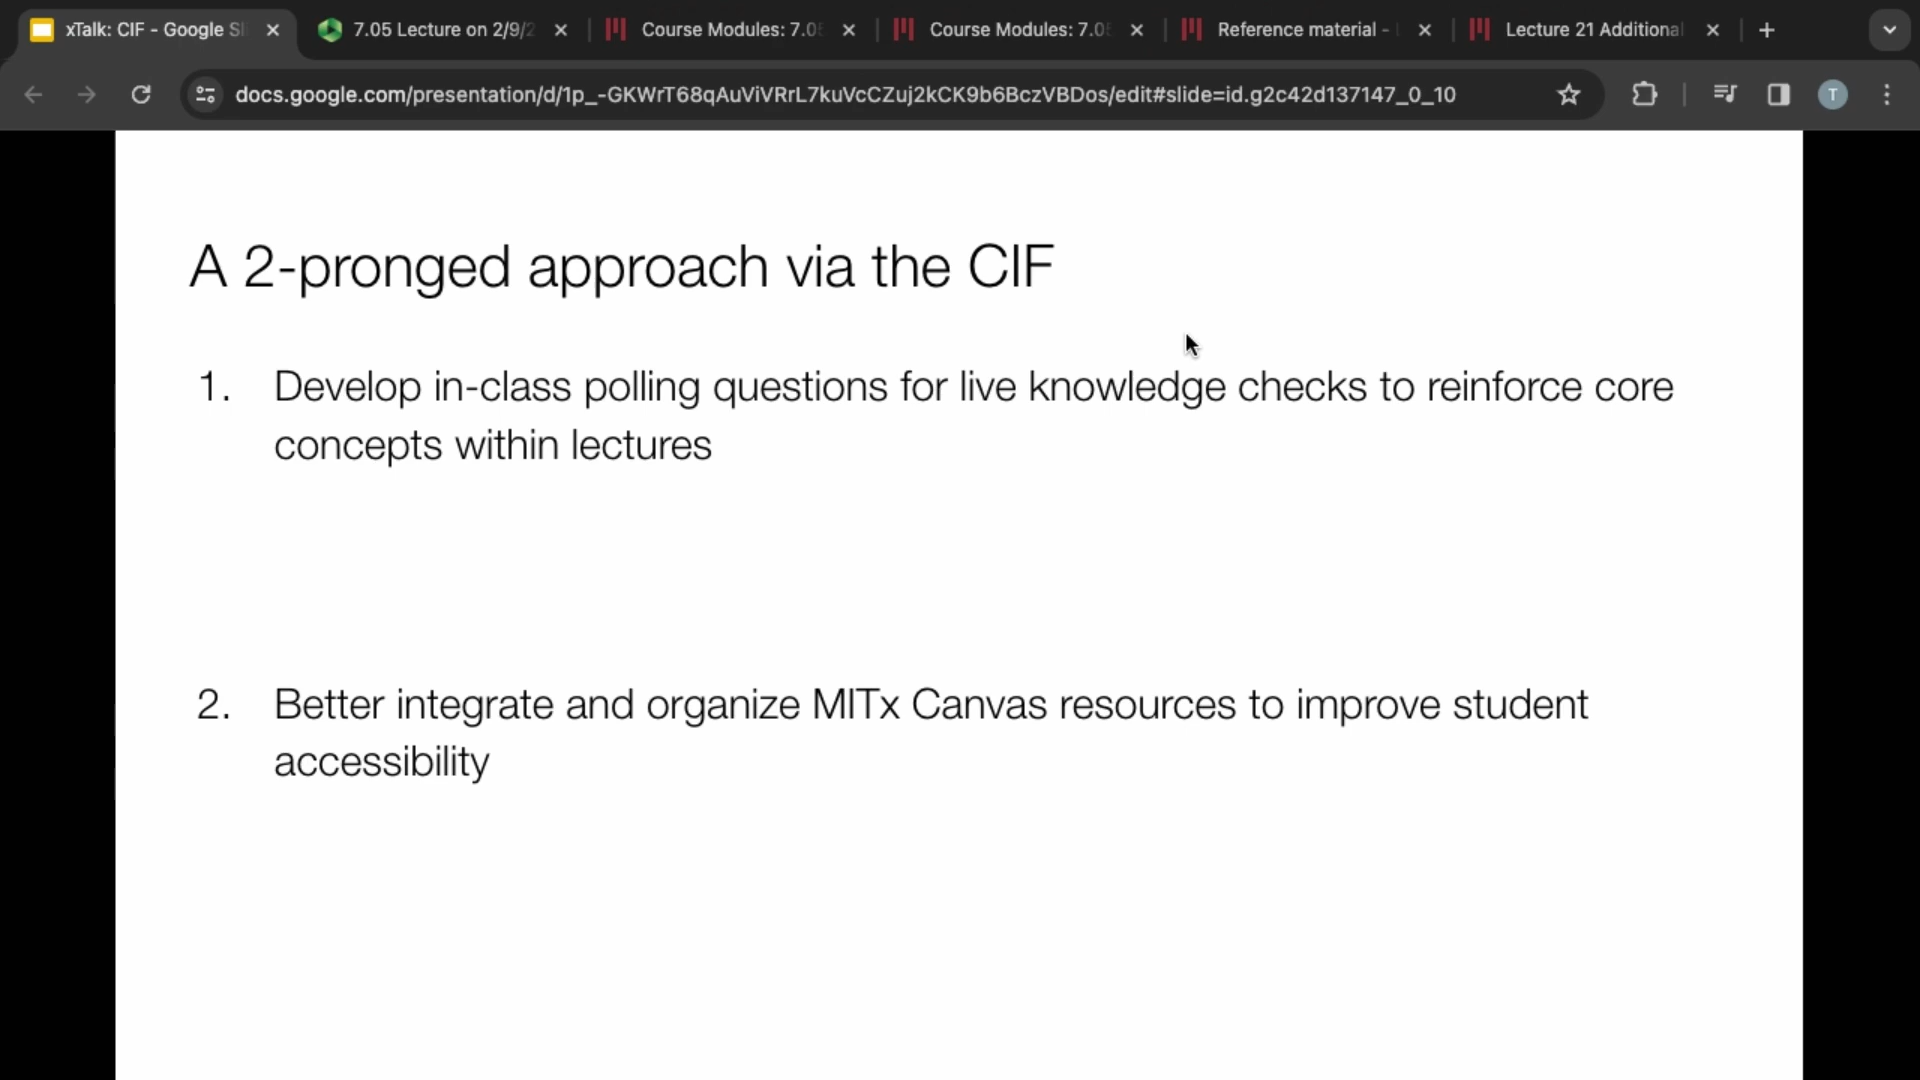 xTalk: CIF - Google Sl
7.05 Lecture on 2/9/2
Course Modules: 7.05
Course Modules: 7.05
Reference material -
Lecture 21 Additional
docs.google.com/presentation/d/1p_-GKWrT68qAuViVRrL7kuVcCZuj2kCK9b6BczVBDos/edit#slide=id.g2c42d137147_0_10
T
A 2-pronged approach via the CIF
1. Develop in-class polling questions for live knowledge checks to reinforce core
concepts within lectures
2. Better integrate and organize MITx Canvas resources to improve student
accessibility